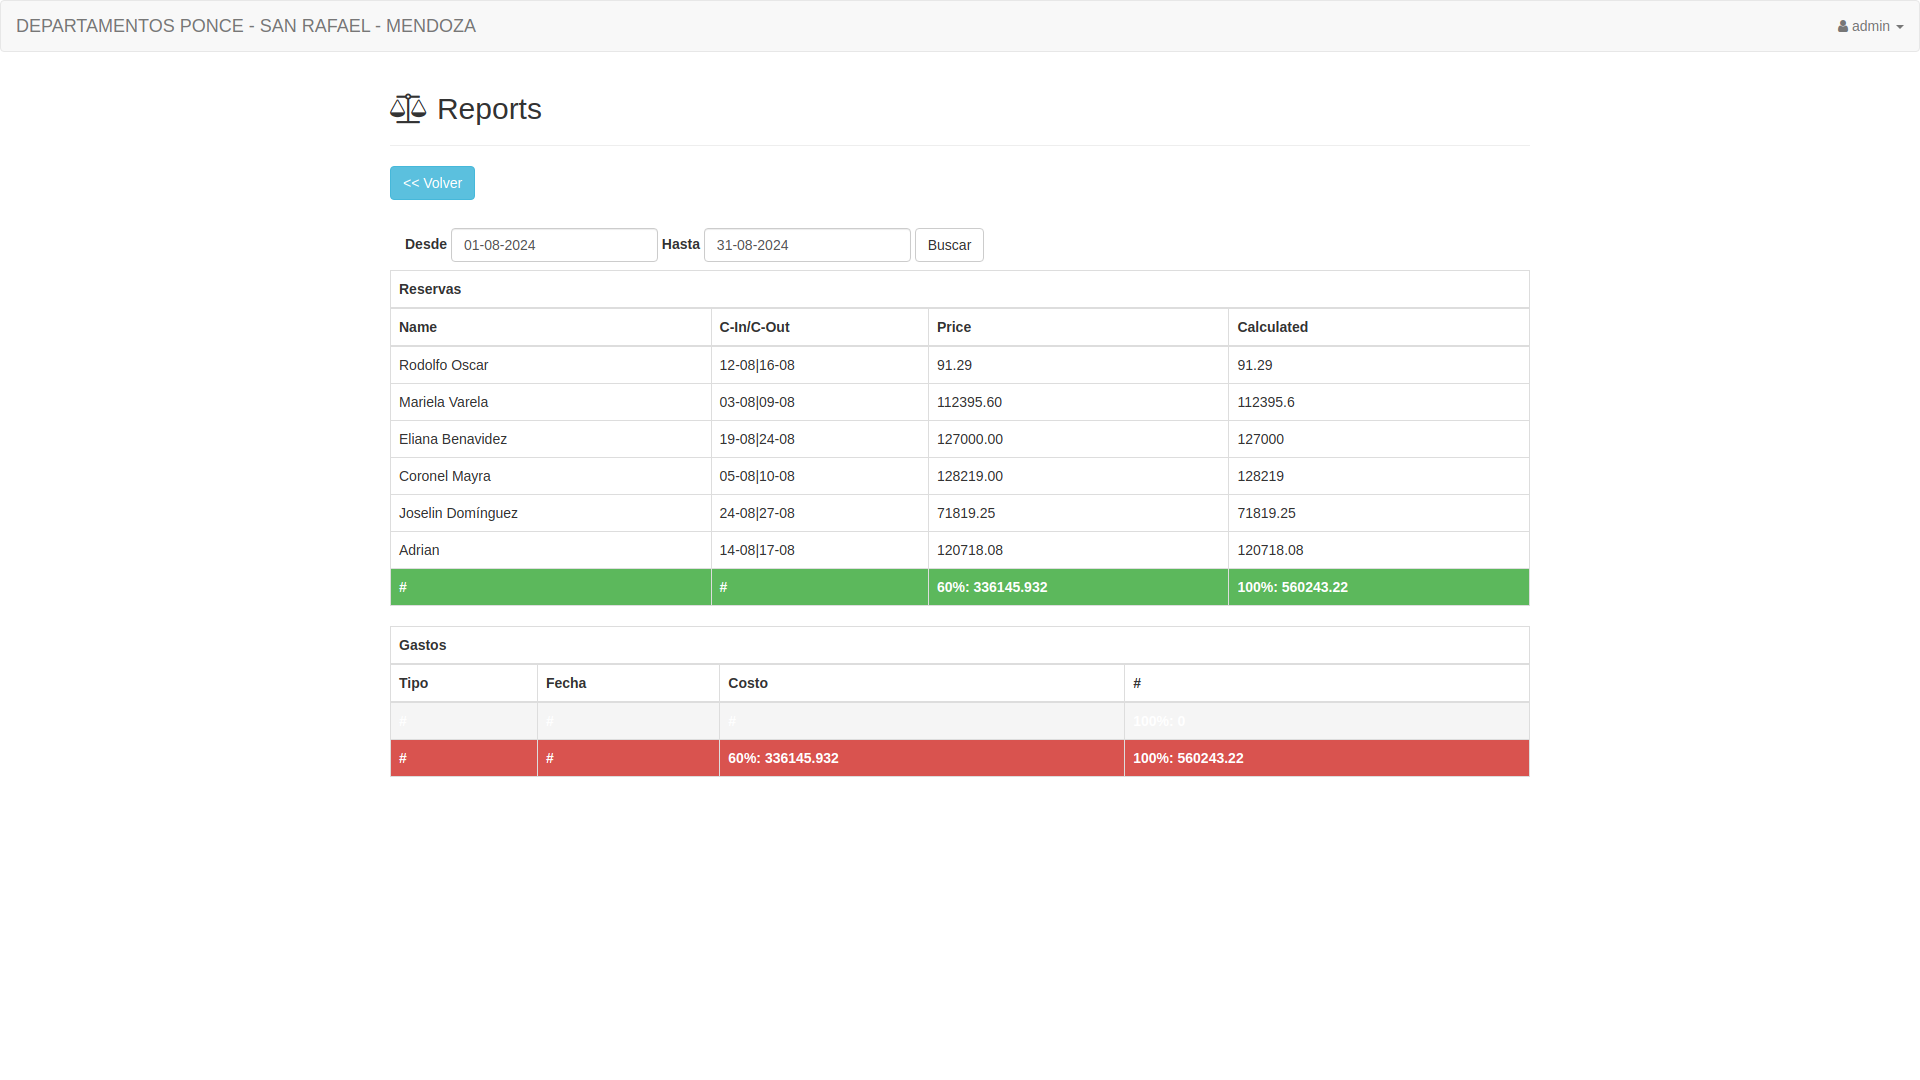 DEPARTAMENTOS PONCE - SAN RAFAEL - MENDOZA admin
Reports
<< Volver
Desde 01-08-2024 Hasta 31-08-2024 Buscar
Reservas
Name C-In/C-Out Price Calculated
Rodolfo Oscar 12-08|16-08 91.29 91.29
Mariela Varela 03-08|09-08 112395.60 112395.6
Eliana Benavidez 19-08|24-08 127000.00 127000
Coronel Mayra 05-08|10-08 128219.00 128219
Joselin Domínguez 24-08|27-08 71819.25 71819.25
Adrian 14-08|17-08 120718.08 120718.08
# # 60%: 336145.932 100%: 560243.22
Gastos
Tipo Fecha Costo #
# # # 100%: 0
# # 60%: 336145.932 100%: 560243.22